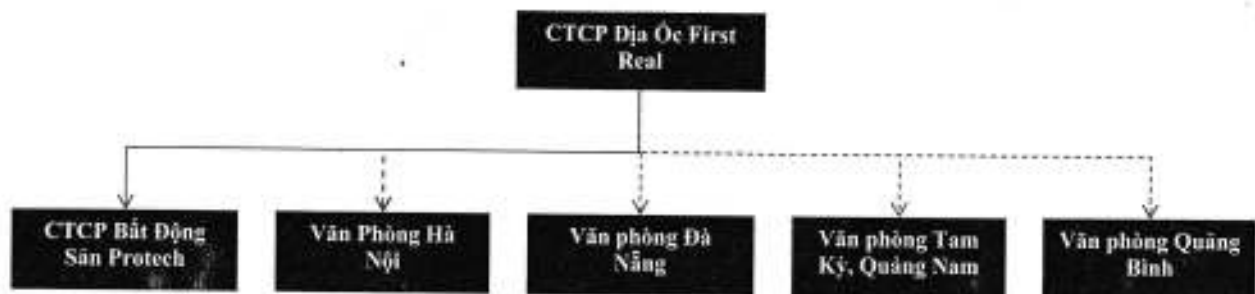 CTCP Địa Ốc First
Real
CTCP Bất Động
Sản Protech
Văn Phòng Hà
Nội
Văn phòng Đà
Nẵng
Văn phòng Tam
Kỳ, Quảng Nam
Văn phòng Quảng
Bình